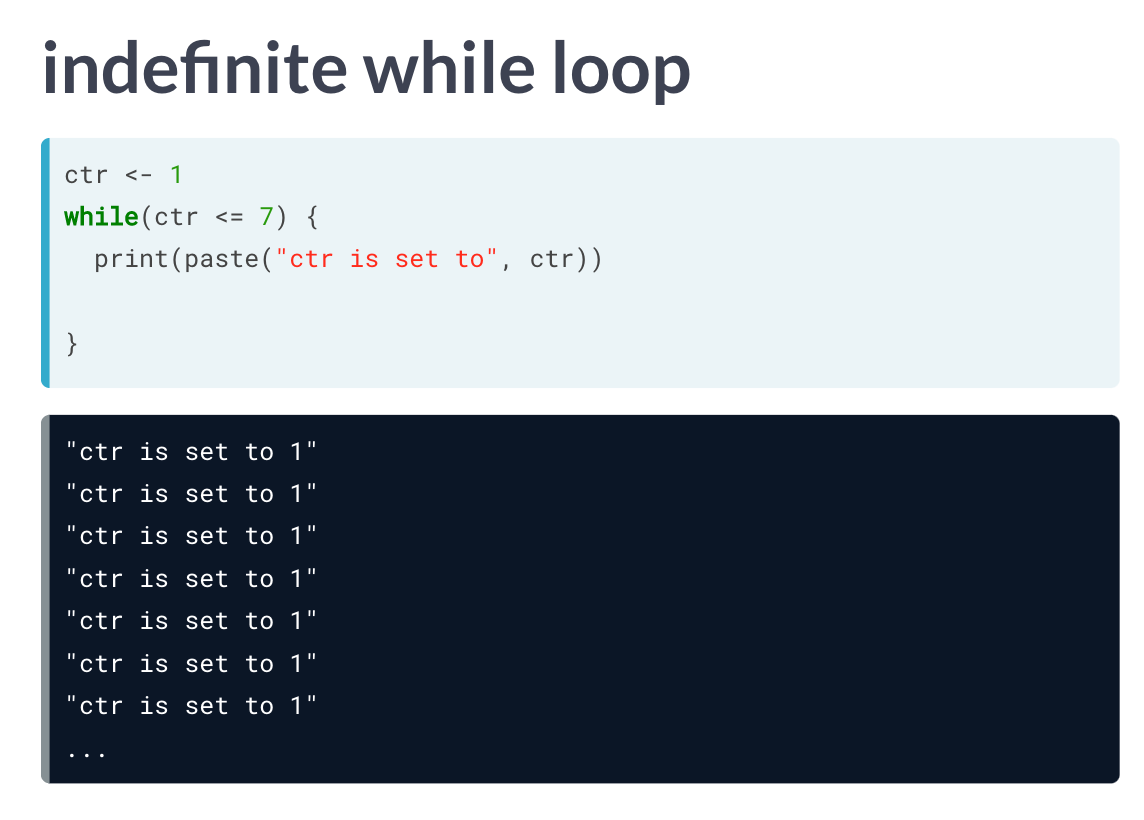 indefinite while loop
ctr <- 1
while(ctr <= 7) {
  print(paste("ctr is set to", ctr))
}
"ctr is set to 1"
"ctr is set to 1"
"ctr is set to 1"
"ctr is set to 1"
"ctr is set to 1"
"ctr is set to 1"
"ctr is set to 1"
...